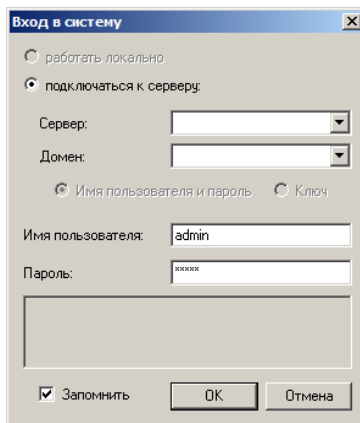 Вход в систему
работать локально
подключаться к серверу:
Сервер:
Домен:
Имя пользователя и пароль Ключ
Имя пользователя: admin
Пароль: *****
Запомнить OK Отмена